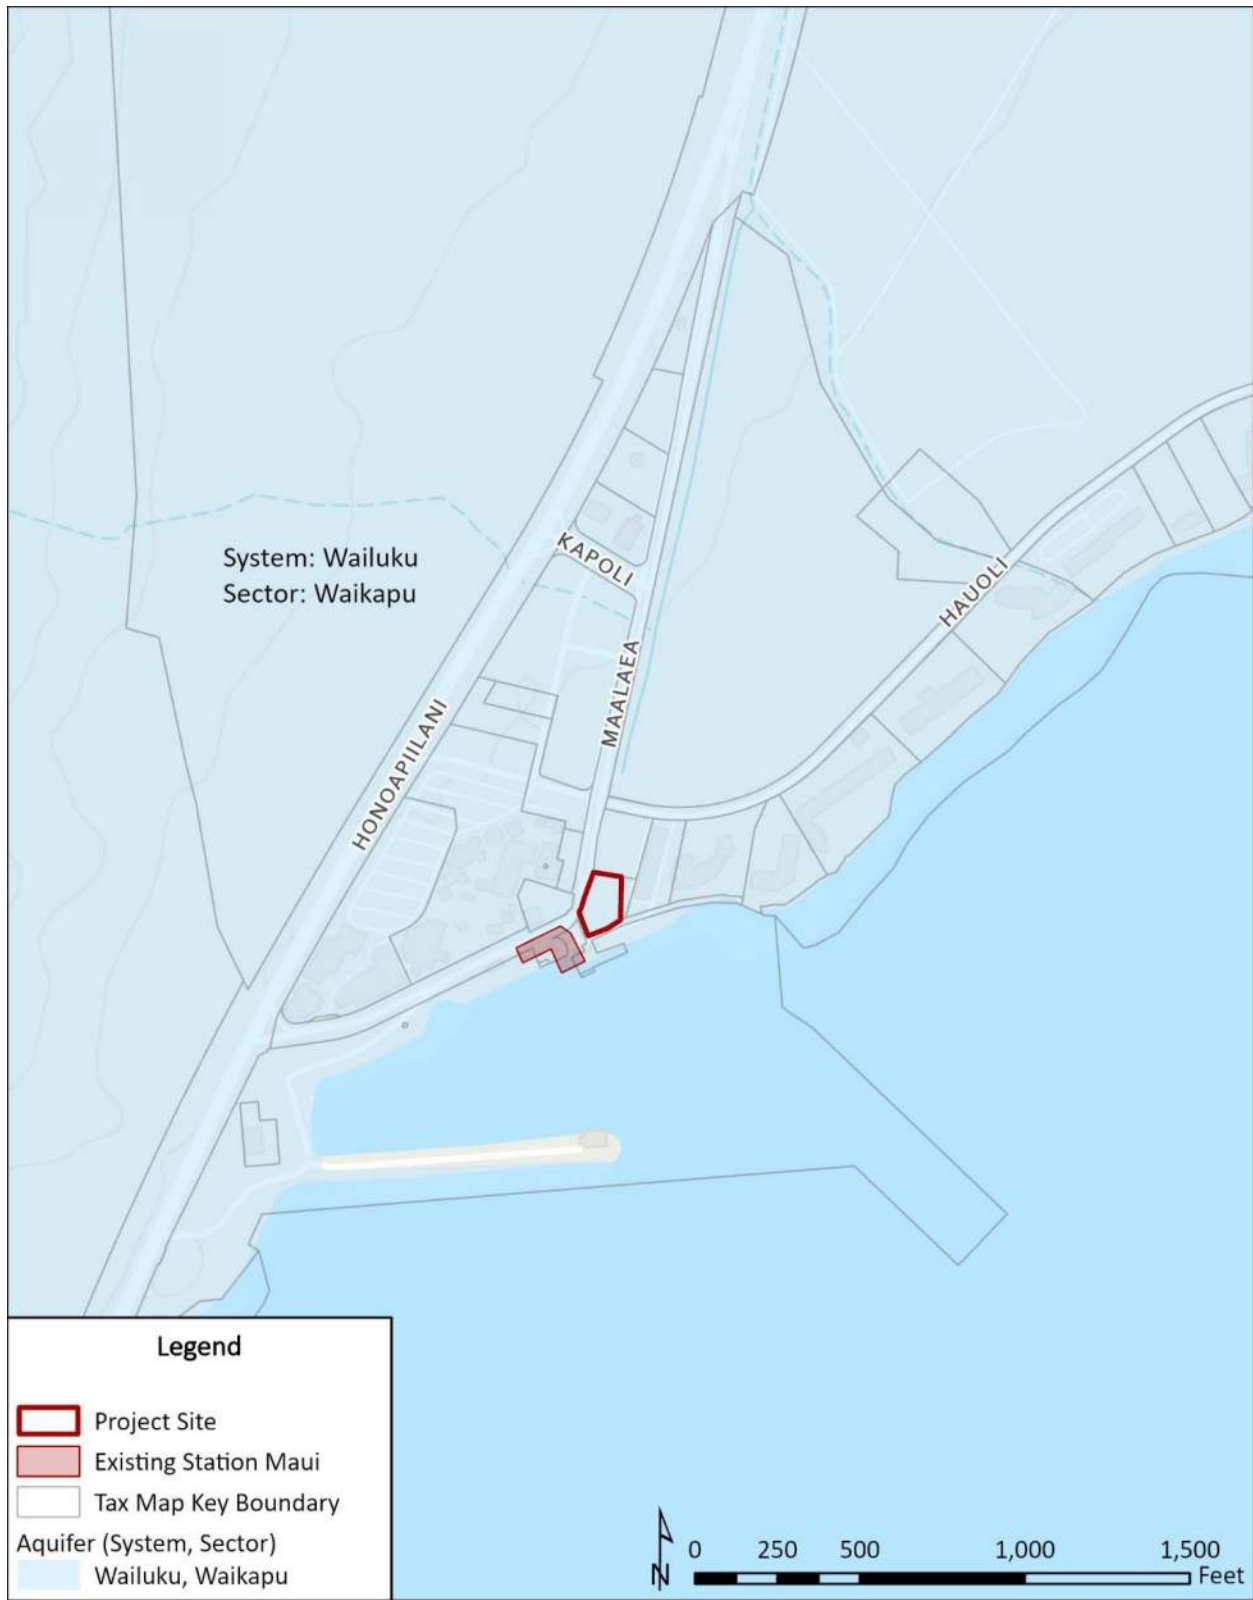 KAPOLI
System: Wailuku
Sector: Waikapu
HAUOLI
MAALAEA
HONOAPIILANI
Legend
Project Site
Existing Station Maui
Tax Map Key Boundary
Aquifer (System, Sector)
Wailuku, Waikapu
N
0 250 500 1,000 1,500
Feet